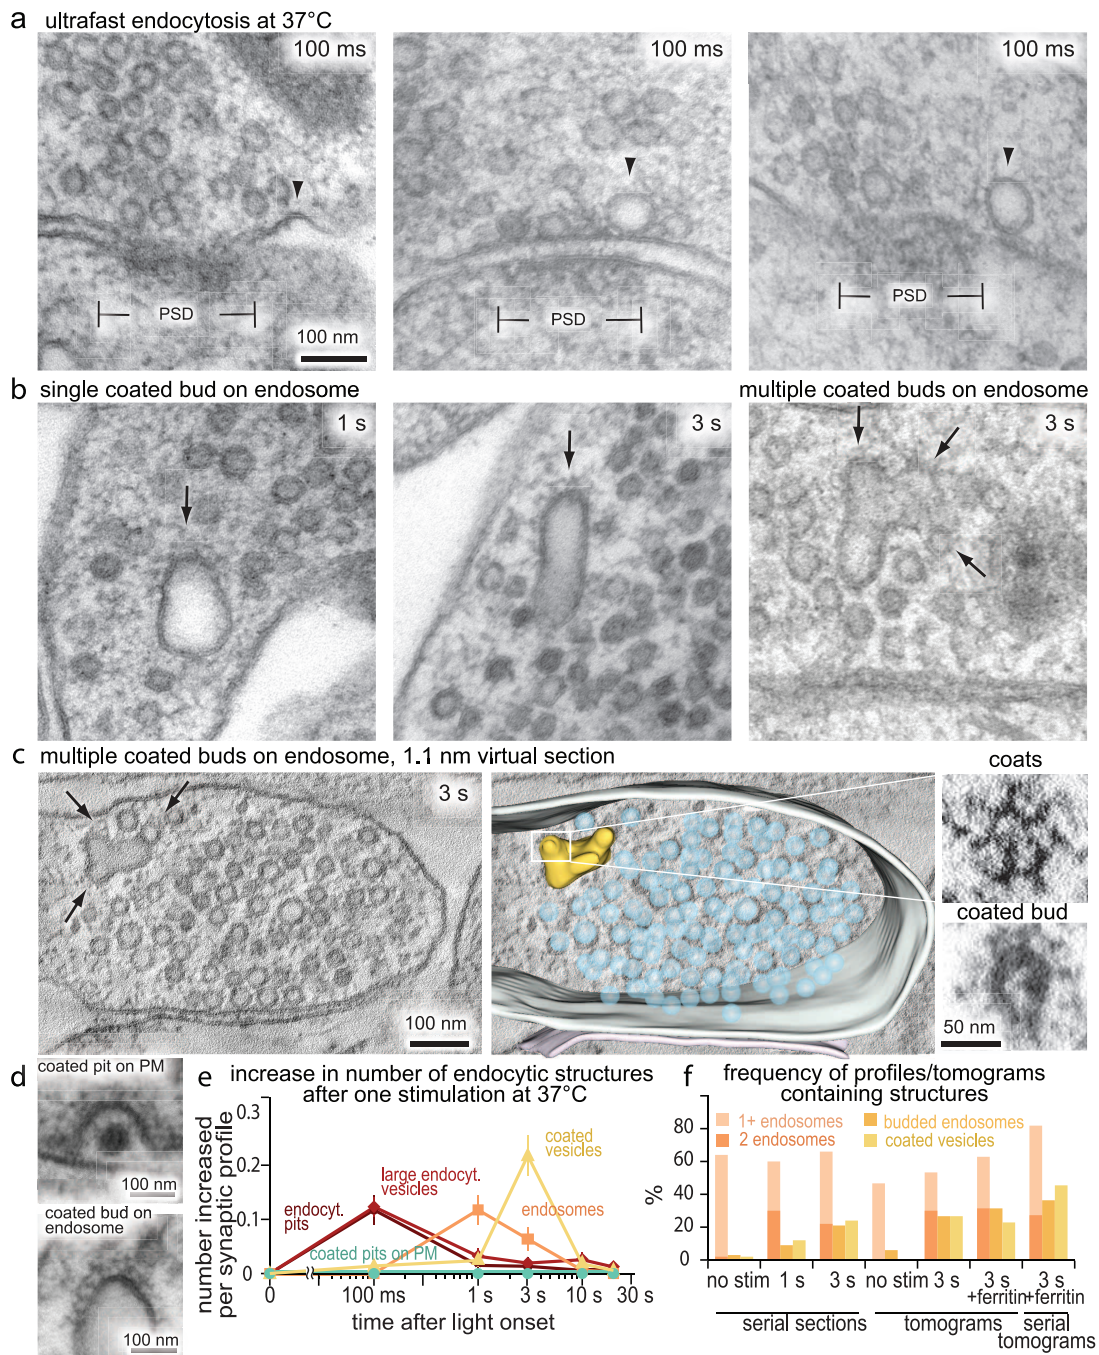 a ultrafast endocytosis at 37°C
100 ms
100 ms
100 ms
PSD
100 nm
PSD
PSD
b single coated bud on endosome
multiple coated buds on endosome
1 s
3 s
3 s
c multiple coated buds on endosome, 1.1 nm virtual section
3 s
100 nm
coats
coated bud
50 nm
d
coated pit on PM
100 nm
coated bud on
endosome
100 nm
e increase in number of endocytic structures
after one stimulation at 37°C
number increased
per synaptic profile
0.3
0.2
0.1
0
coated
vesicles
large endocyt.
vesicles
endocyt.
pits
endosomes
coated pits on PM
0
100 ms
1 s
3 s
10 s
30 s
time after light onset
f frequency of profiles/tomograms
containing structures
1+ endosomes
2 endosomes
budded endosomes
coated vesicles
%
80
60
40
20
0
no stim
1 s
3 s
no stim
3 s
3 s
+ferritin
3 s
+ferritin
serial sections
tomograms
serial
tomograms